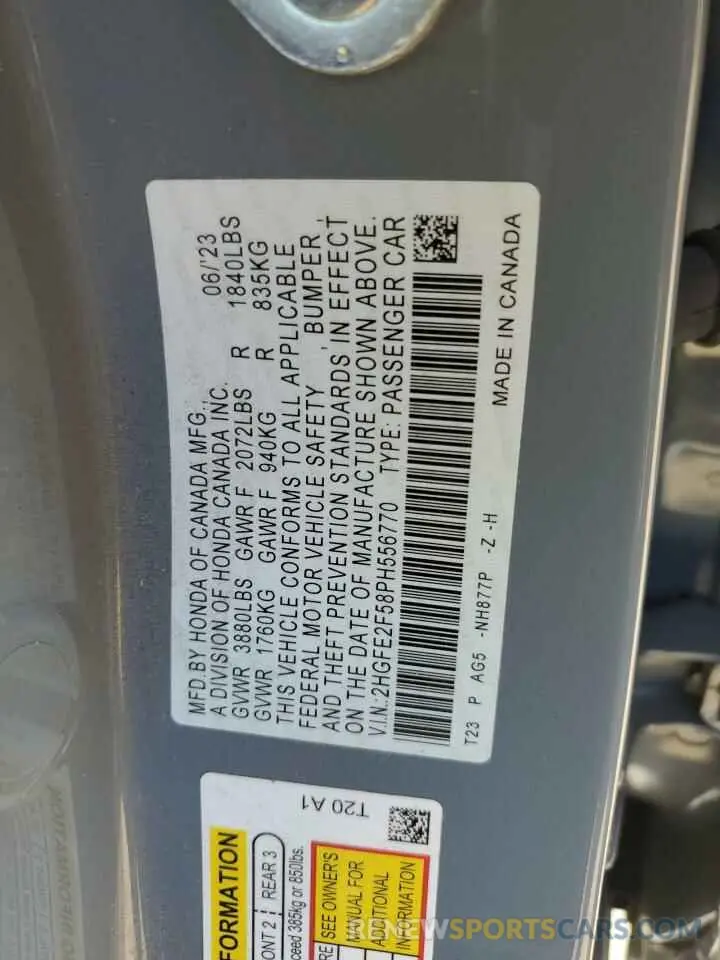 MFD.BY HONDA OF CANADA MFG., 06/'23
A DIVISION OF HONDA CANADA INC.
GVWR 3880LBS GAWR F 2072LBS R 1840LBS
GVWR 1760KG GAWR F 940KG R 835KG
THIS VEHICLE CONFORMS TO ALL APPLICABLE
FEDERAL MOTOR VEHICLE SAFETY , BUMPER ,
AND THEFT PREVENTION STANDARDS IN EFFECT
ON THE DATE OF MANUFACTURE SHOWN ABOVE.
V.I.N.:2HGFE2F58PH556770 TYPE: PASSENGER CAR
T23 P AG5 -NH877P -Z -H
MADE IN CANADA
T20 A1
FORMATION
ONT 2 REAR 3
ceed 385kg or 850lbs.
RE SEE OWNER'S
MANUAL FOR
ADDITIONAL
INFORMATION
RENEWSPORTSCARS.COM